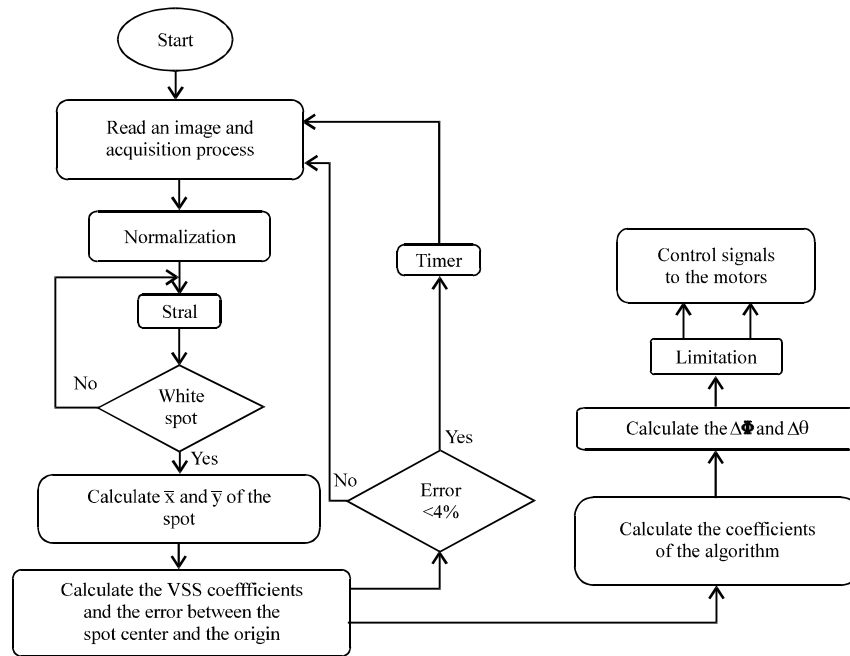 Start
Read an image and
acquisition process
Normalization
Stral
No
White
spot
Yes
Calculate x̅ and y̅ of the
spot
Calculate the VSS coeffficients
and the error between the
spot center and the origin
Timer
Yes
No
Error
<4%
Control signals
to the motors
Limitation
Calculate the ΔΦ and Δθ
Calculate the coefficients
of the algorithm